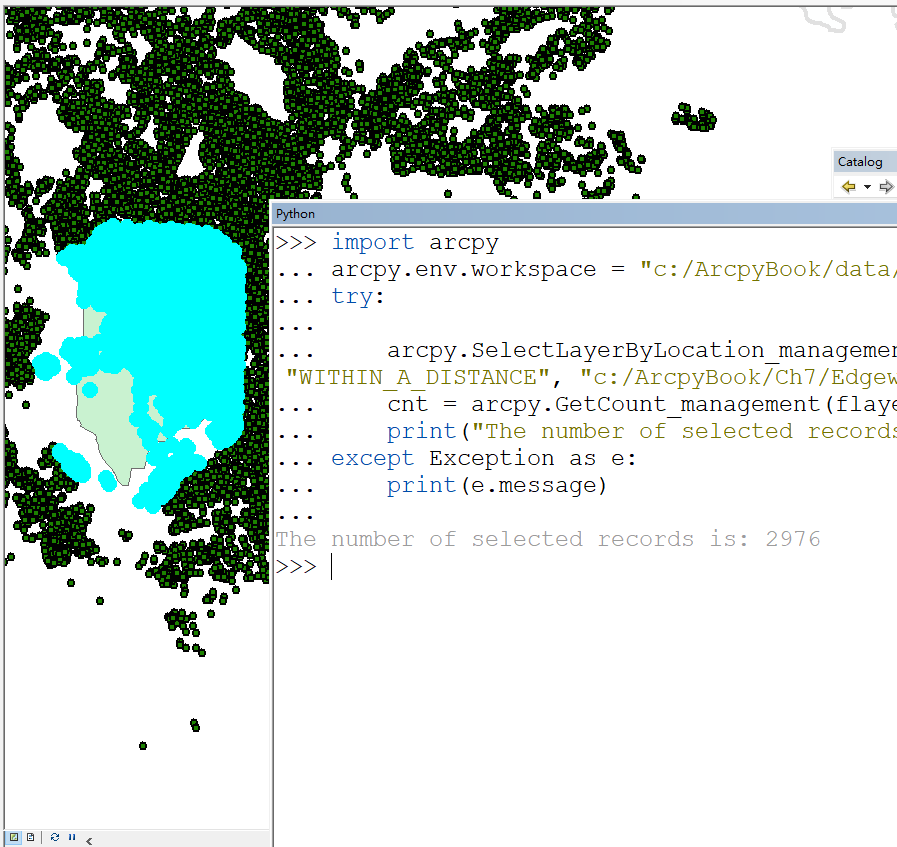 Catalog
Python
>>> import arcpy
... arcpy.env.workspace = "c:/ArcpyBook/data/
... try:
...
... arcpy.SelectLayerByLocation_managemen
"WITHIN_A_DISTANCE", "c:/ArcpyBook/Ch7/Edgew
... cnt = arcpy.GetCount_management(flaye
... print("The number of selected records
... except Exception as e:
... print(e.message)
...
The number of selected records is: 2976
>>>